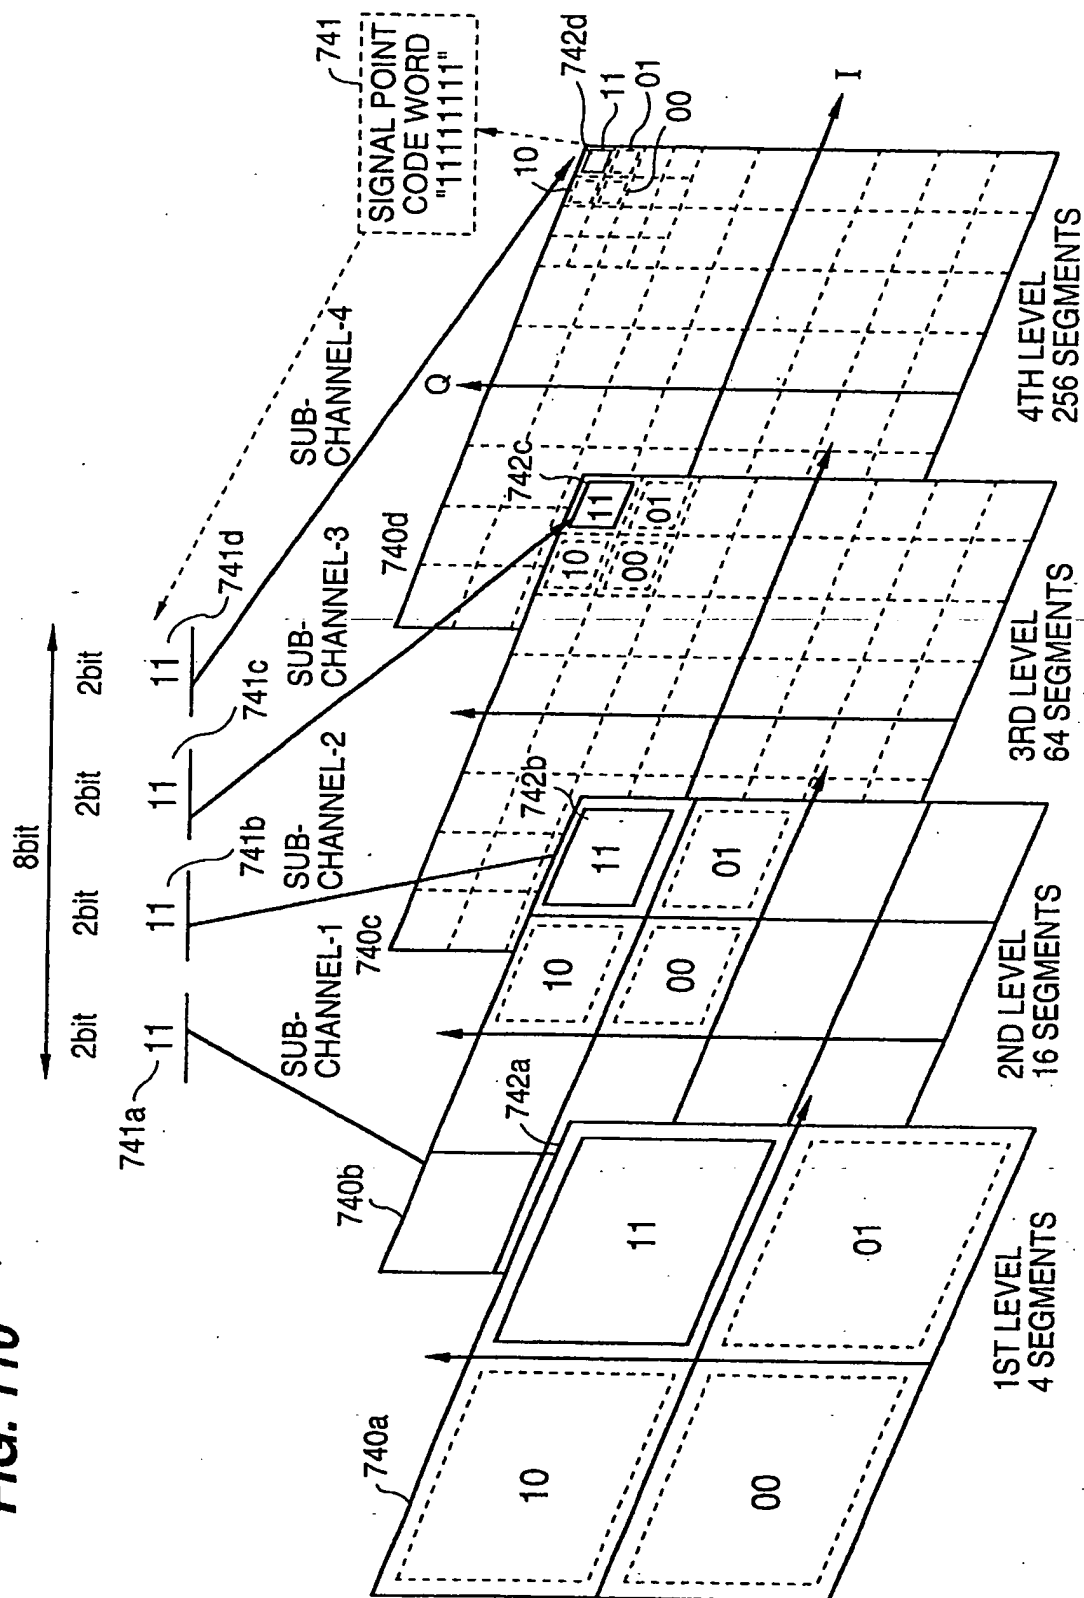 FIG. 110
8bit
2bit
2bit
2bit
2bit
741a
11
11
741b
11
741c
11
741d
SUB-
CHANNEL-1
SUB-
CHANNEL-2
SUB-
CHANNEL-3
SUB-
CHANNEL-4
741
SIGNAL POINT
CODE WORD
"11111111"
740a
10
11
00
01
742a
1ST LEVEL
4 SEGMENTS
740b
10
11
00
01
742b
2ND LEVEL
16 SEGMENTS
740c
10
11
00
01
742c
3RD LEVEL
64 SEGMENTS
740d
Q
I
10
742d
11
01
00
4TH LEVEL
256 SEGMENTS